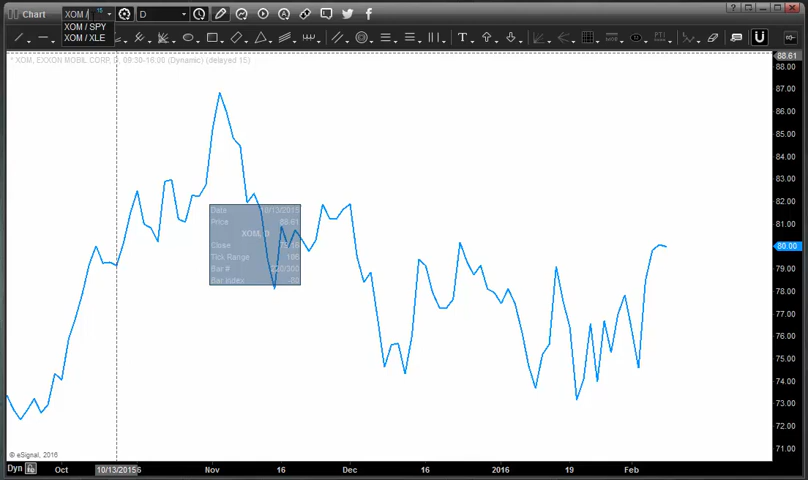 Chart XOM / 15 D
XOM / SPY
XOM / XLE
* XOM, EXXON MOBIL CORP, D, 09:30-16:00 (Dynamic) (delayed 15)
88.61
88.00
87.00
86.00
85.00
84.00
83.00
82.00
81.00
80.00
79.00
78.00
77.00
76.00
75.00
74.00
73.00
72.00
71.00
Date 10/13/2015
Price 88.61
XOM, D
Close
Tick Range 105
Bar #
Bar Index
© eSignal, 2016
Dyn Oct 10/13/2015 Nov 16 Dec 16 2016 19 Feb